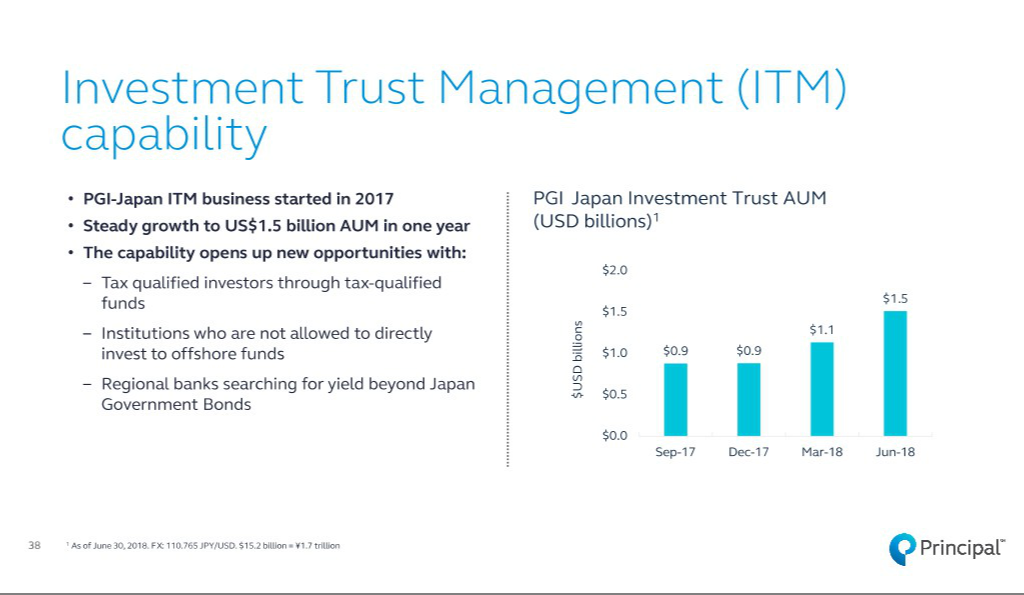 Investment Trust Management (ITM)
capability
• PGI-Japan ITM business started in 2017
• Steady growth to US$1.5 billion AUM in one year
• The capability opens up new opportunities with:
– Tax qualified investors through tax-qualified
funds
– Institutions who are not allowed to directly
invest to offshore funds
– Regional banks searching for yield beyond Japan
Government Bonds
PGI Japan Investment Trust AUM
(USD billions)¹
$USD billions
$2.0
$1.5
$1.0
$0.5
$0.0
$0.9
$0.9
$1.1
$1.5
Sep-17
Dec-17
Mar-18
Jun-18
38
¹ As of June 30, 2018. FX: 110.765 JPY/USD. $15.2 billion = ¥1.7 trillion
Principal℠